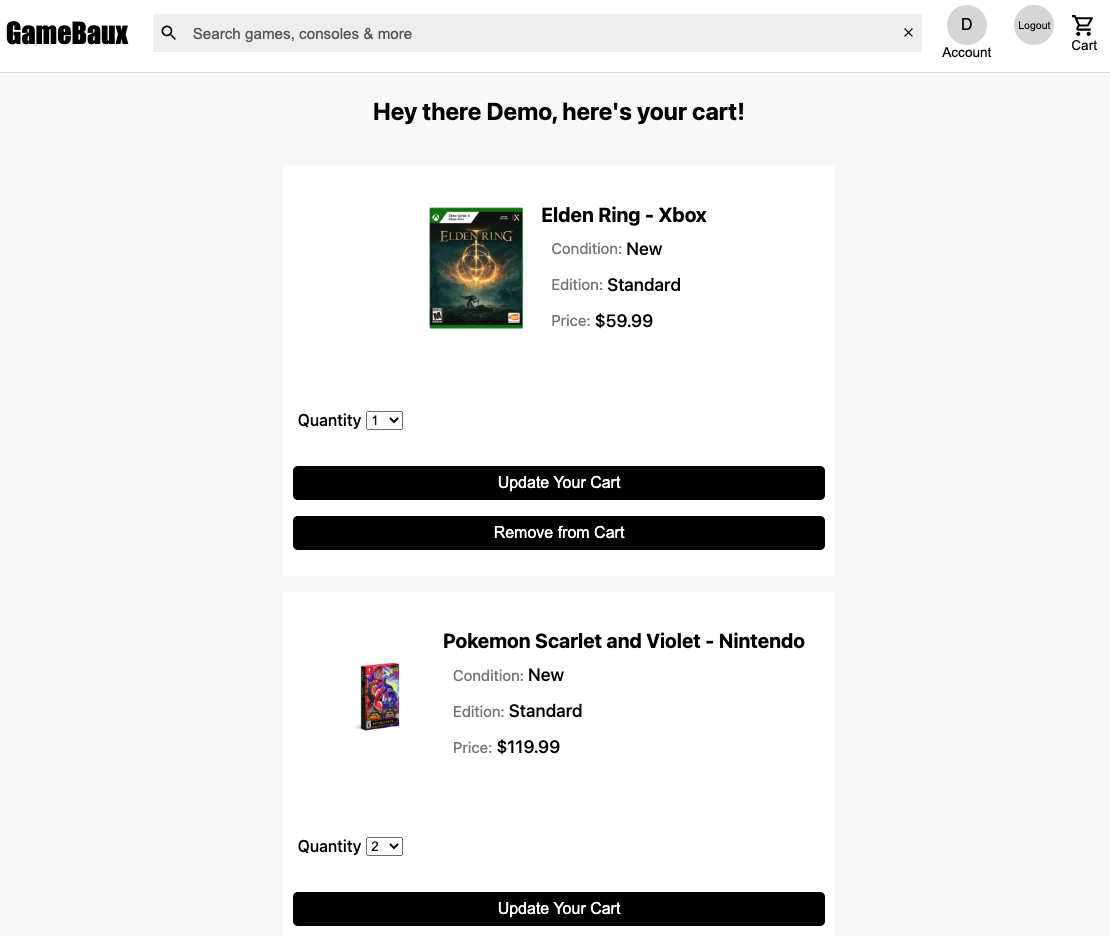 GameBaux
Search games, consoles & more
D
Account
Logout
Cart
Hey there Demo, here's your cart!
ELDEN RING
Elden Ring - Xbox
Condition: New
Edition: Standard
Price: $59.99
Quantity 1
Update Your Cart
Remove from Cart
Pokemon Scarlet and Violet - Nintendo
Condition: New
Edition: Standard
Price: $119.99
Quantity 2
Update Your Cart